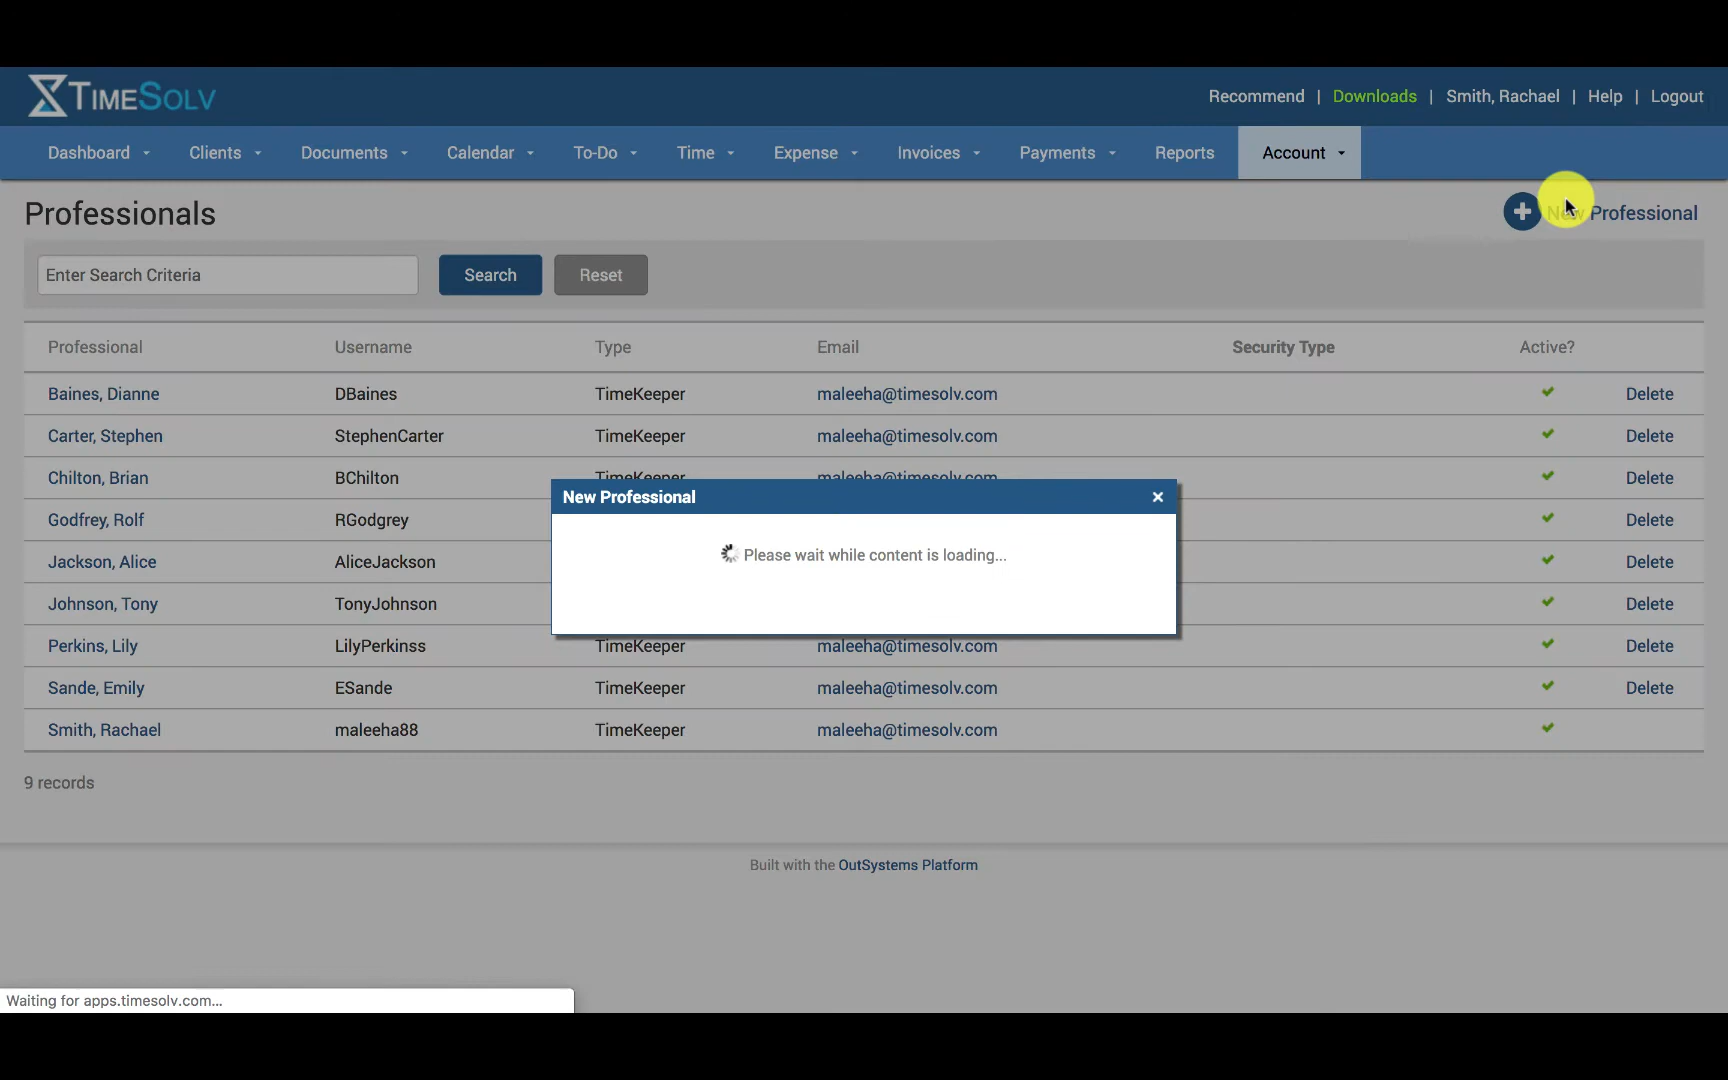 TIMESOLV
Recommend | Downloads | Smith, Rachael | Help | Logout
Dashboard Clients Documents Calendar To-Do Time Expense Invoices Payments Reports Account
Professionals
New Professional
Enter Search Criteria Search Reset
Professional Username Type Email Security Type Active?
Baines, Dianne DBaines TimeKeeper maleeha@timesolv.com Delete
Carter, Stephen StephenCarter TimeKeeper maleeha@timesolv.com Delete
Chilton, Brian BChilton TimeKeeper maleeha@timesolv.com Delete
New Professional
Godfrey, Rolf RGodgrey Delete
Please wait while content is loading...
Jackson, Alice AliceJackson Delete
Johnson, Tony TonyJohnson Delete
Perkins, Lily LilyPerkinss TimeKeeper maleeha@timesolv.com Delete
Sande, Emily ESande TimeKeeper maleeha@timesolv.com Delete
Smith, Rachael maleeha88 TimeKeeper maleeha@timesolv.com
9 records
Built with the OutSystems Platform
Waiting for apps.timesolv.com...